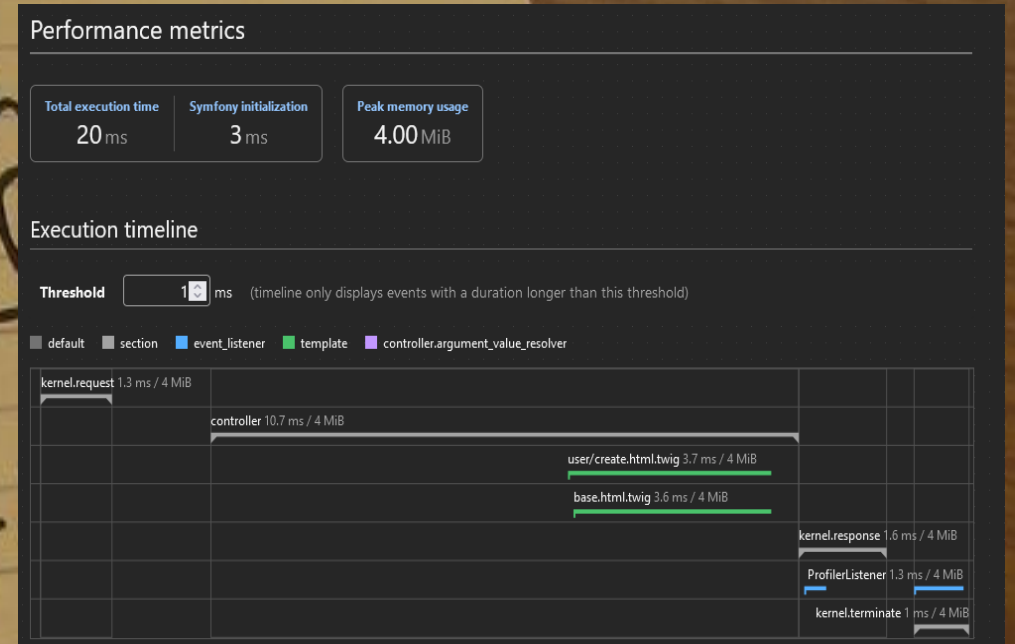 Performance metrics
Total execution time Symfony initialization Peak memory usage
20 ms 3 ms 4.00 MiB
Execution timeline
Threshold 1 ms (timeline only displays events with a duration longer than this threshold)
default section event_listener template controller.argument_value_resolver
kernel.request 1.3 ms / 4 MiB
controller 10.7 ms / 4 MiB
user/create.html.twig 3.7 ms / 4 MiB
base.html.twig 3.6 ms / 4 MiB
kernel.response 1.6 ms / 4 MiB
ProfilerListener 1.3 ms / 4 MiB
kernel.terminate 1 ms / 4 MiB